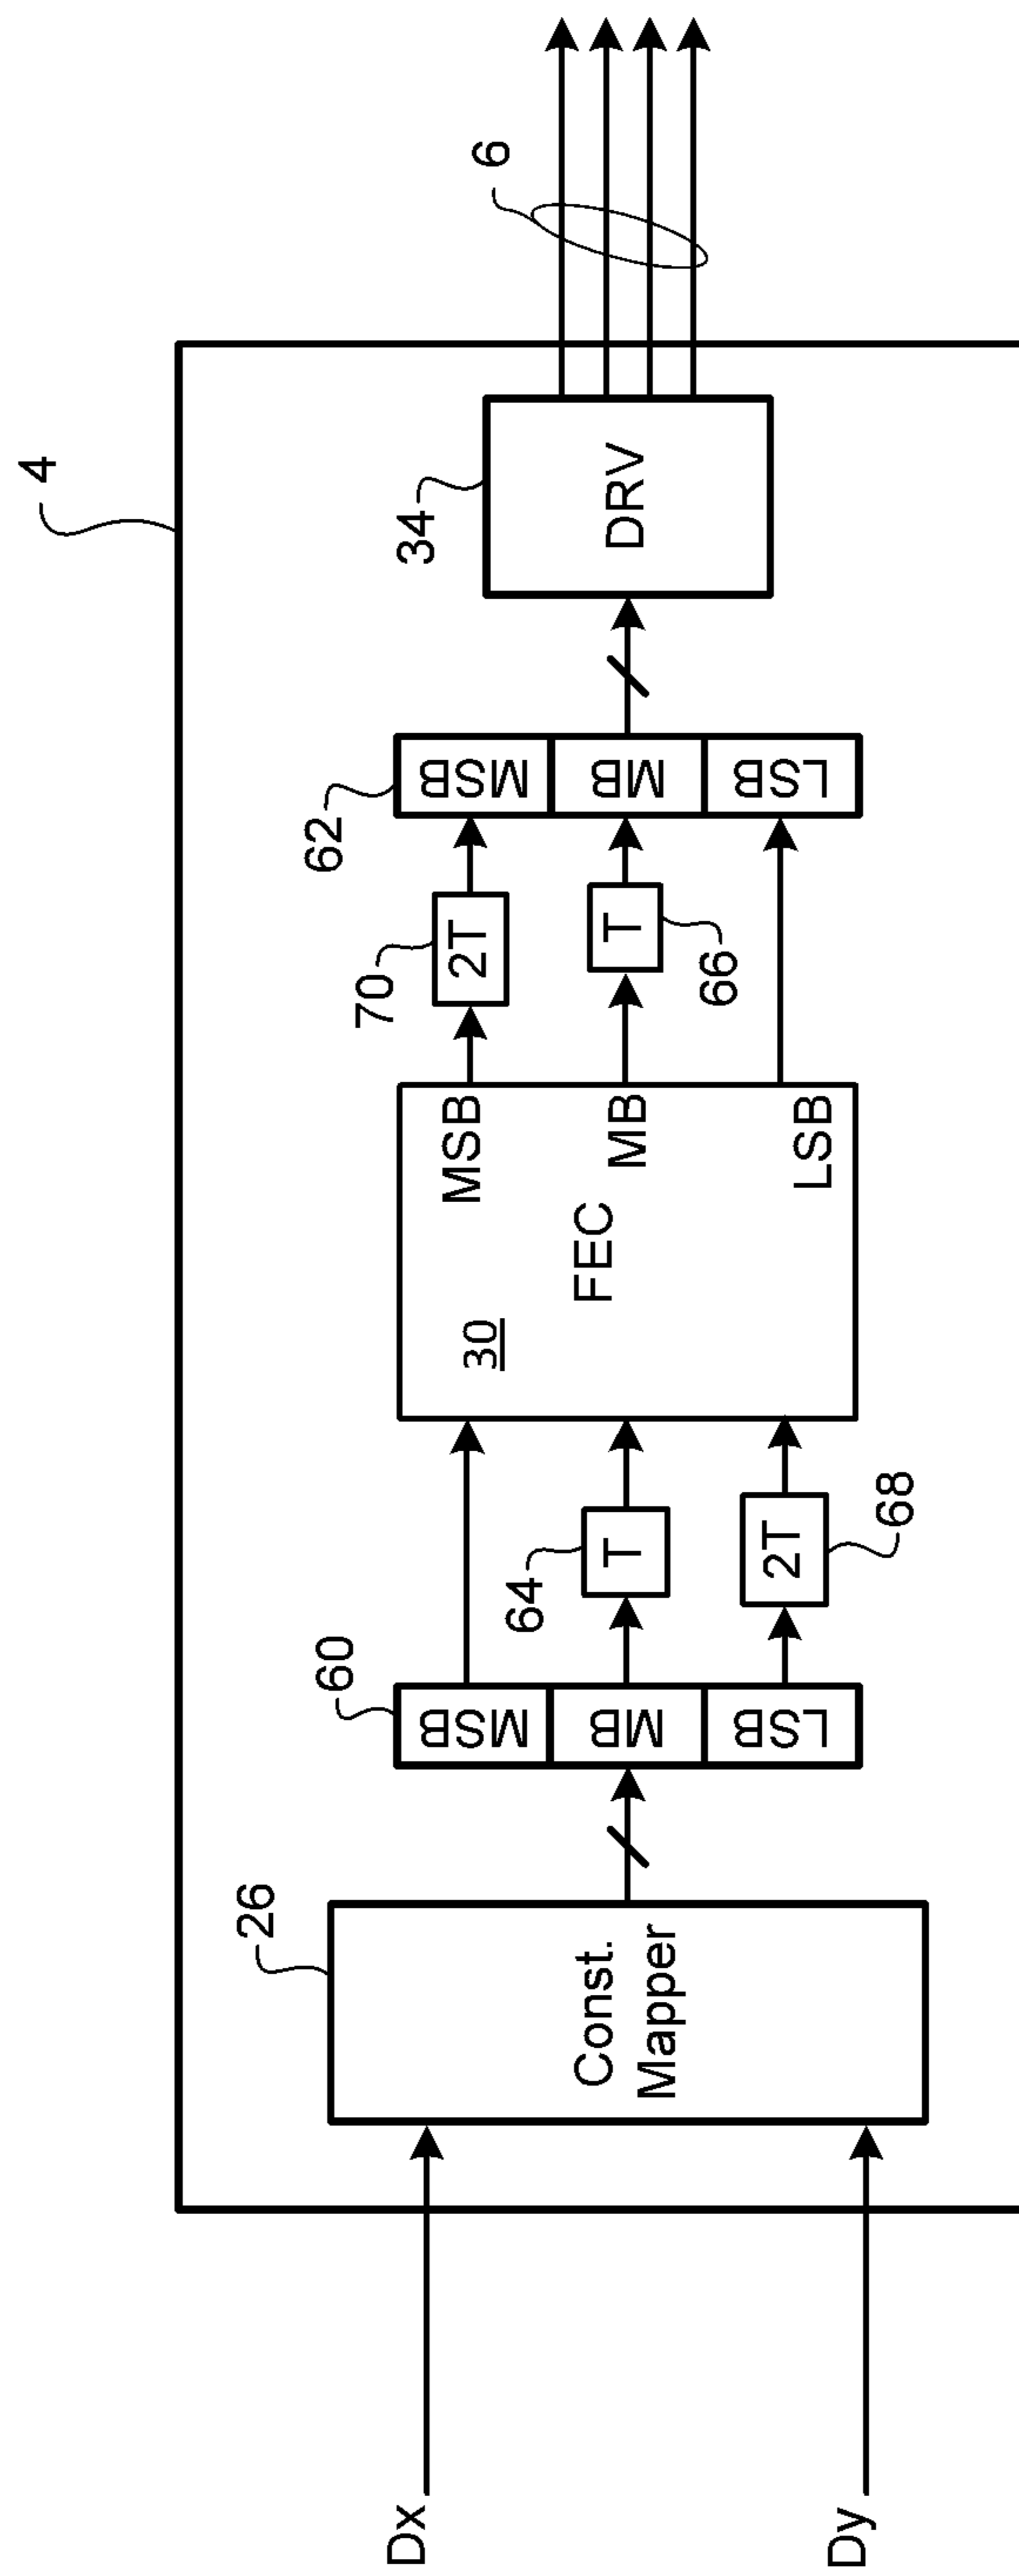 4
6
Dx
Dy
26
Const.
Mapper
60
MSB
MB
LSB
64
T
68
2T
30
FEC
MSB
MB
LSB
70
2T
66
T
62
MSB
MB
LSB
34
DRV